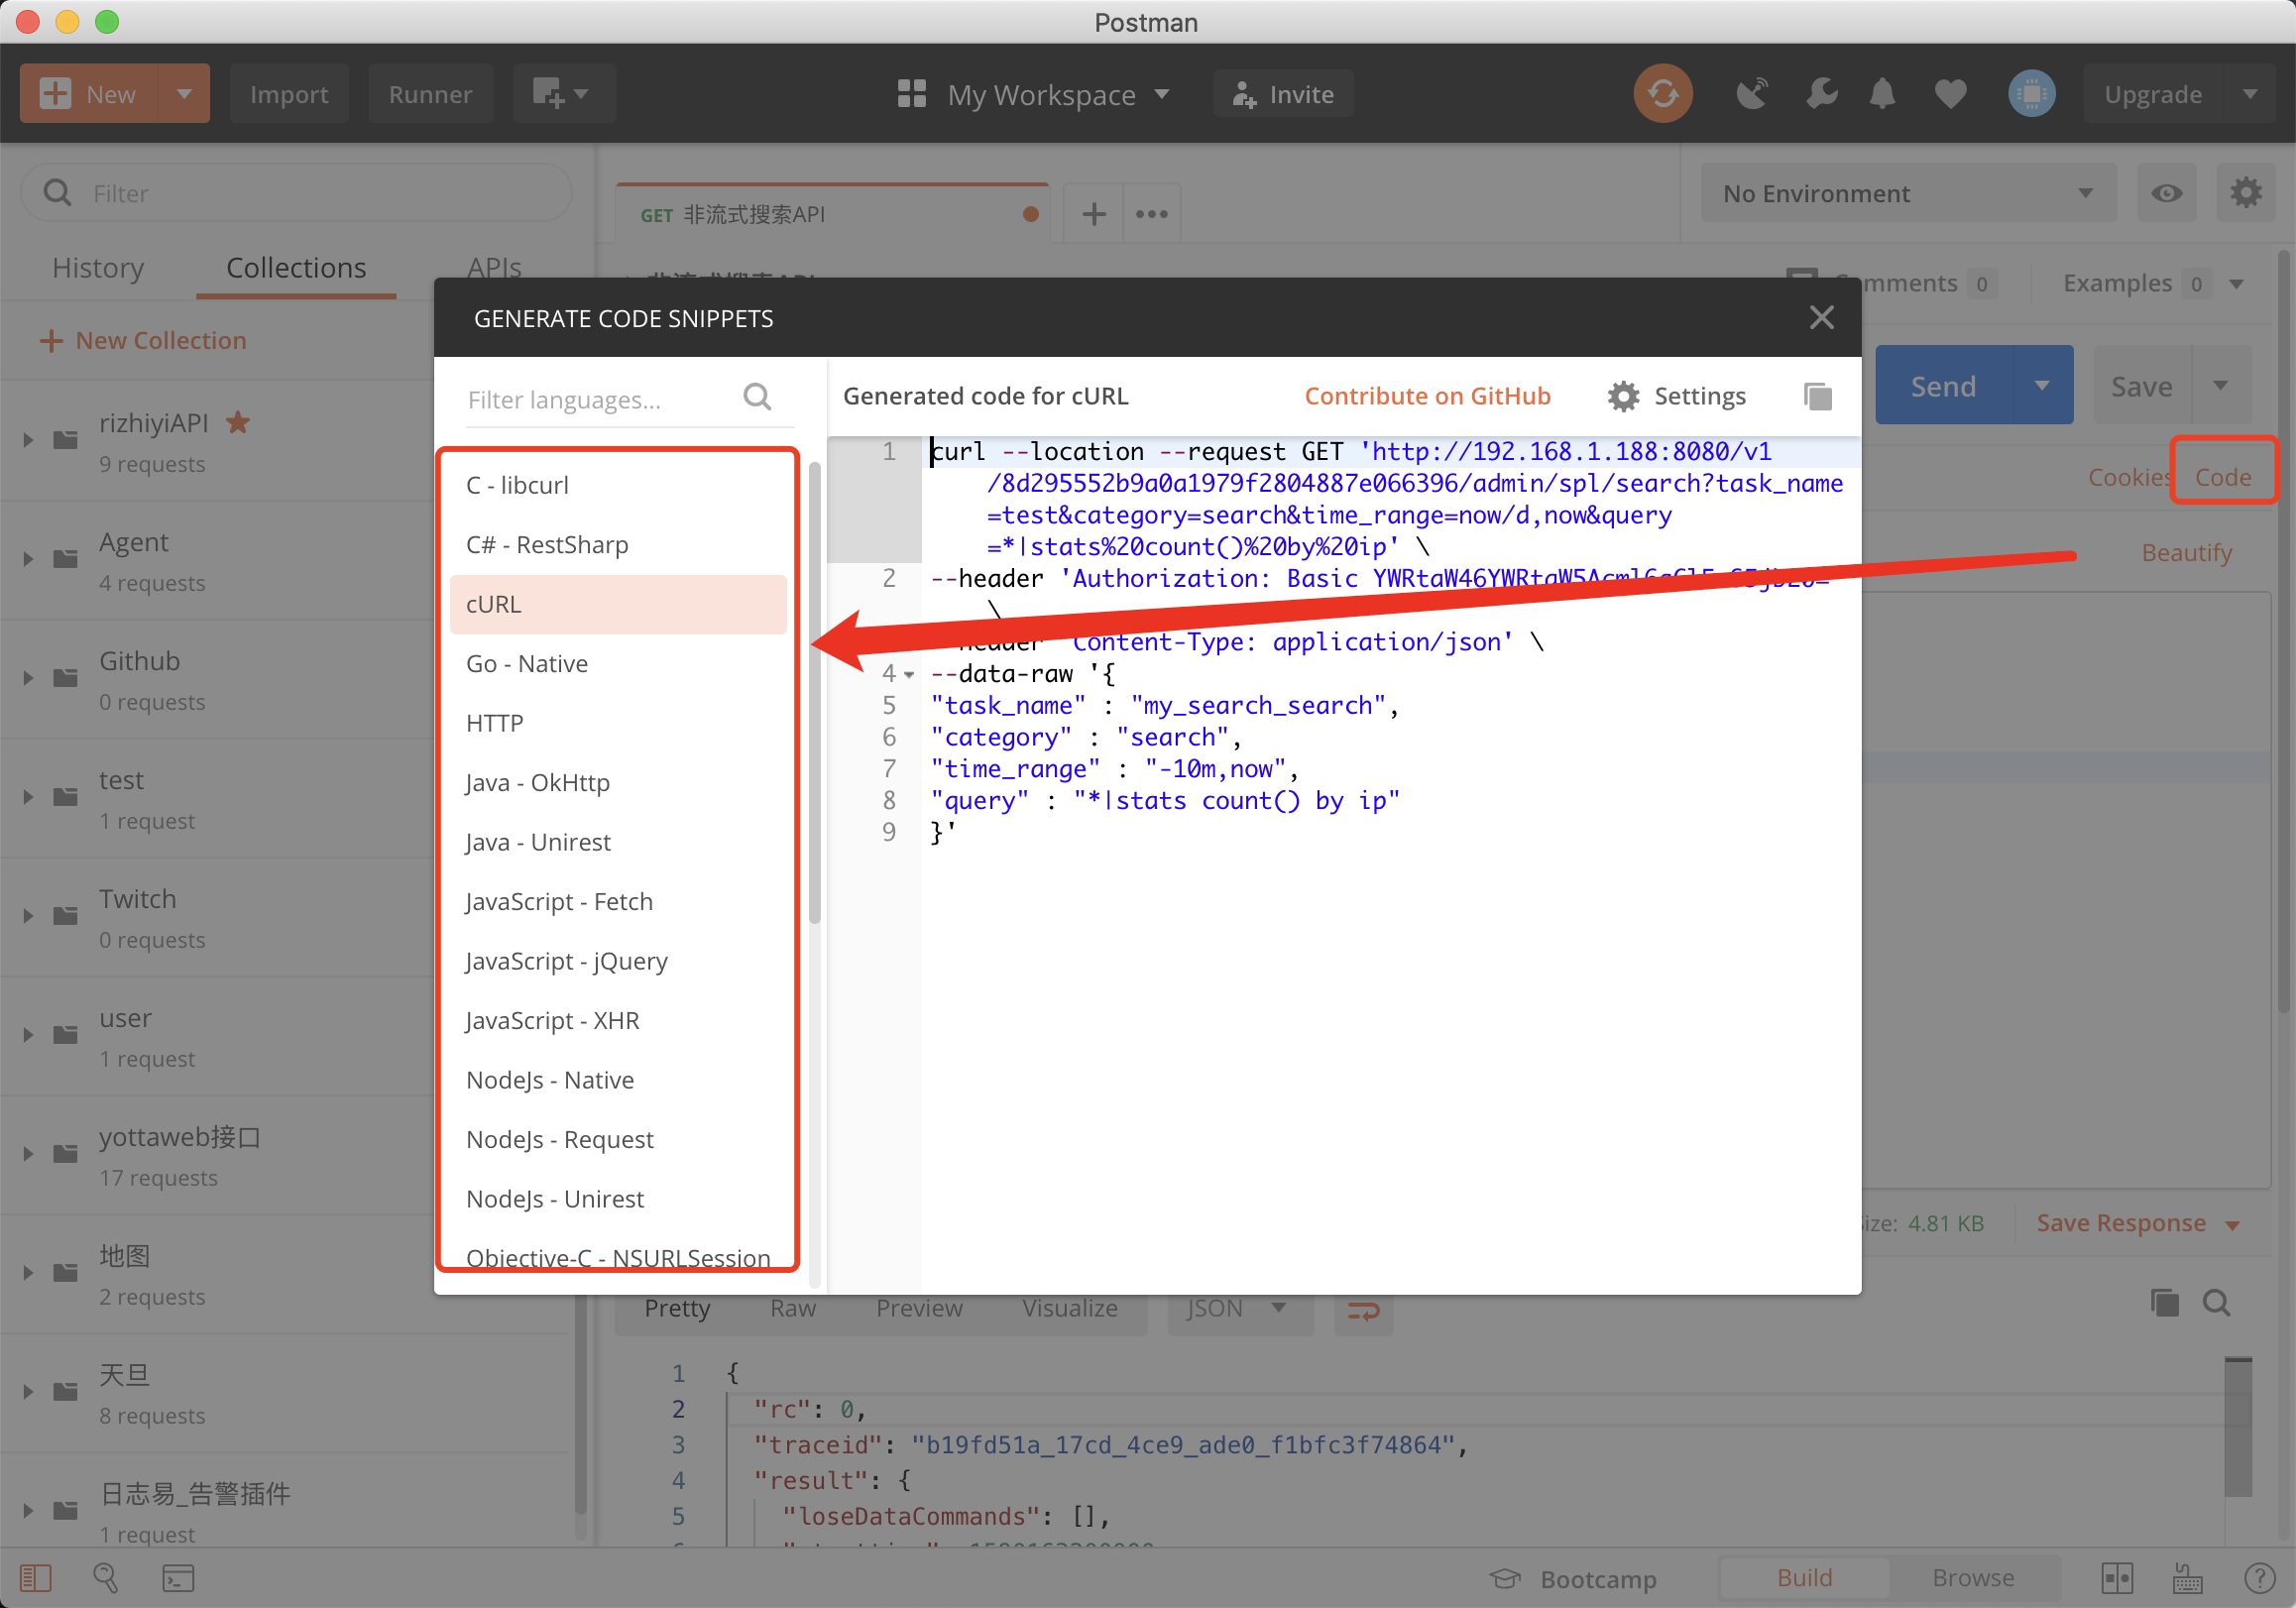 Postman
New
Import
Runner
My Workspace
Invite
Upgrade
Filter
GET 非流式搜索API
No Environment
History
Collections
APIs
Comments 0
Examples 0
New Collection
rizhiyiAPI
9 requests
Agent
4 requests
Github
0 requests
test
1 request
Twitch
0 requests
user
1 request
yottaweb接口
17 requests
地图
2 requests
天旦
8 requests
日志易_告警插件
1 request
Send
Save
Cookies
Code
Beautify
GENERATE CODE SNIPPETS
Filter languages...
C - libcurl
C# - RestSharp
cURL
Go - Native
HTTP
Java - OkHttp
Java - Unirest
JavaScript - Fetch
JavaScript - jQuery
JavaScript - XHR
NodeJs - Native
NodeJs - Request
NodeJs - Unirest
Objective-C - NSURLSession
Generated code for cURL
Contribute on GitHub
Settings
1 curl --location --request GET 'http://192.168.1.188:8080/v1
/8d295552b9a0a1979f2804887e066396/admin/spl/search?task_name
=test&category=search&time_range=now/d,now&query
=*|stats%20count()%20by%20ip' \
2 --header 'Authorization: Basic
\
'Content-Type: application/json' \
4 --data-raw '{
5 "task_name" : "my_search_search",
6 "category" : "search",
7 "time_range" : "-10m,now",
8 "query" : "*|stats count() by ip"
9 }'
Size: 4.81 KB
Save Response
Pretty
Raw
Preview
Visualize
JSON
1 {
2 "rc": 0,
3 "traceid": "b19fd51a_17cd_4ce9_ade0_f1bfc3f74864",
4 "result": {
5 "loseDataCommands": [],
Bootcamp
Build
Browse